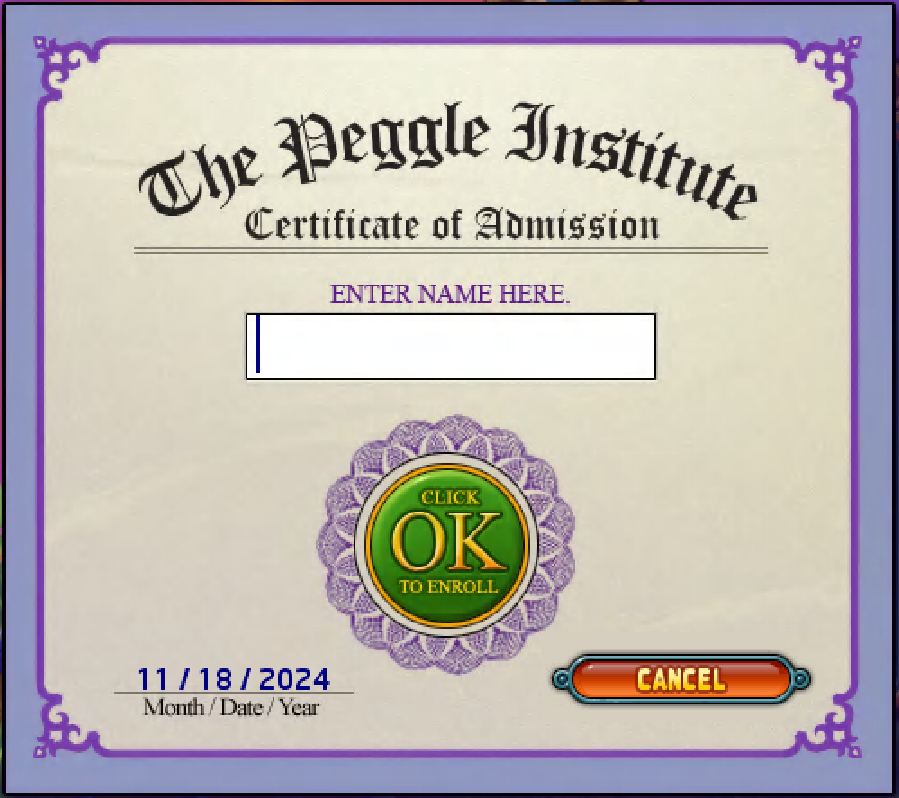 The Peggle Institute
Certificate of Admission
ENTER NAME HERE.
CLICK
OK
TO ENROLL
11 / 18 / 2024
Month / Date / Year
CANCEL